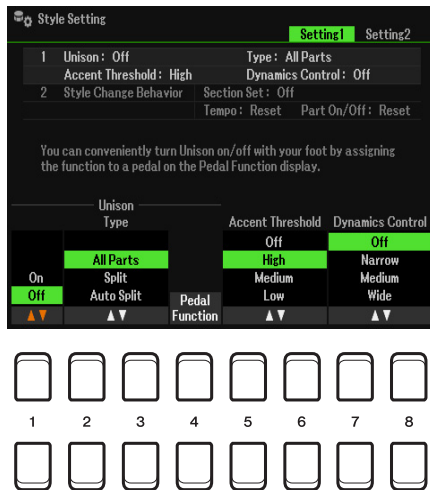 Style Setting
Setting1 Setting2
1 Unison: Off Type: All Parts
Accent Threshold: High Dynamics Control: Off
2 Style Change Behavior Section Set: Off
Tempo: Reset Part On/Off: Reset
You can conveniently turn Unison on/off with your foot by assigning
the function to a pedal on the Pedal Function display.
Unison
Type Accent Threshold Dynamics Control
Off Off
All Parts High Narrow
On Split Medium Medium
Off Auto Split Low Wide
Pedal
Function
1 2 3 4 5 6 7 8